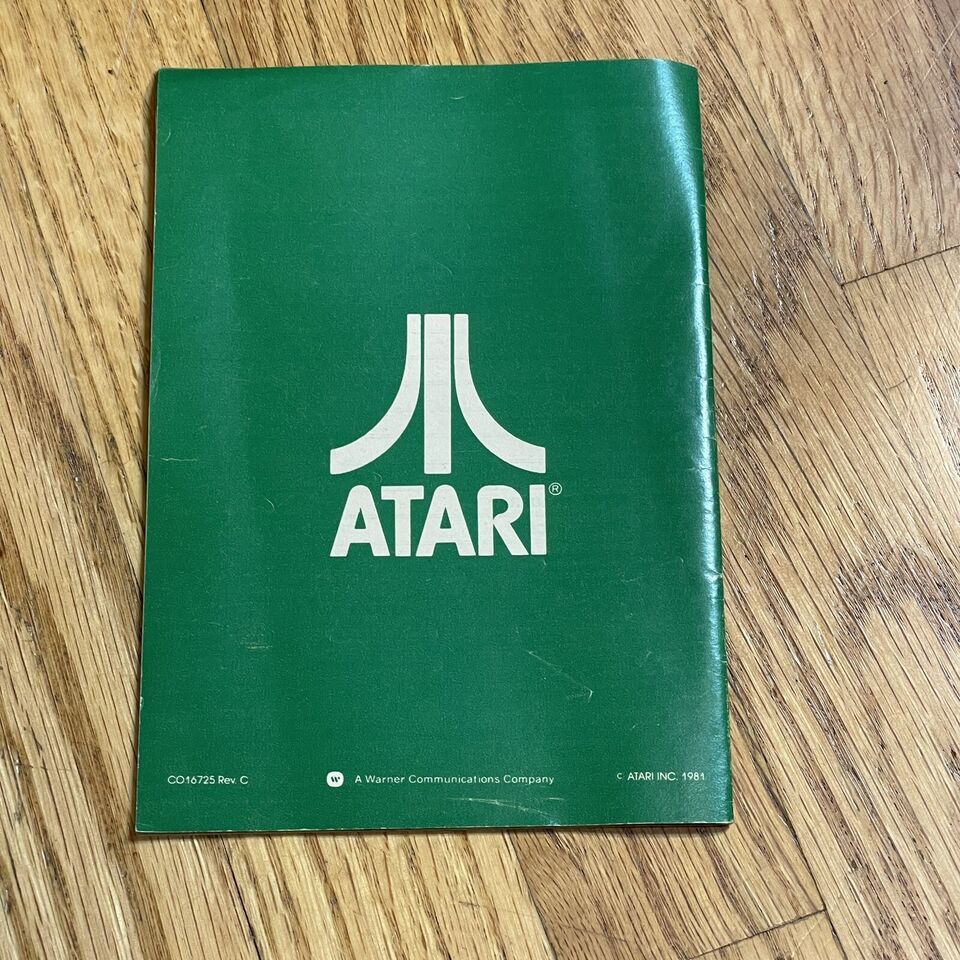 ATARI®
CO16725 Rev. C
W A Warner Communications Company
© ATARI INC. 1981